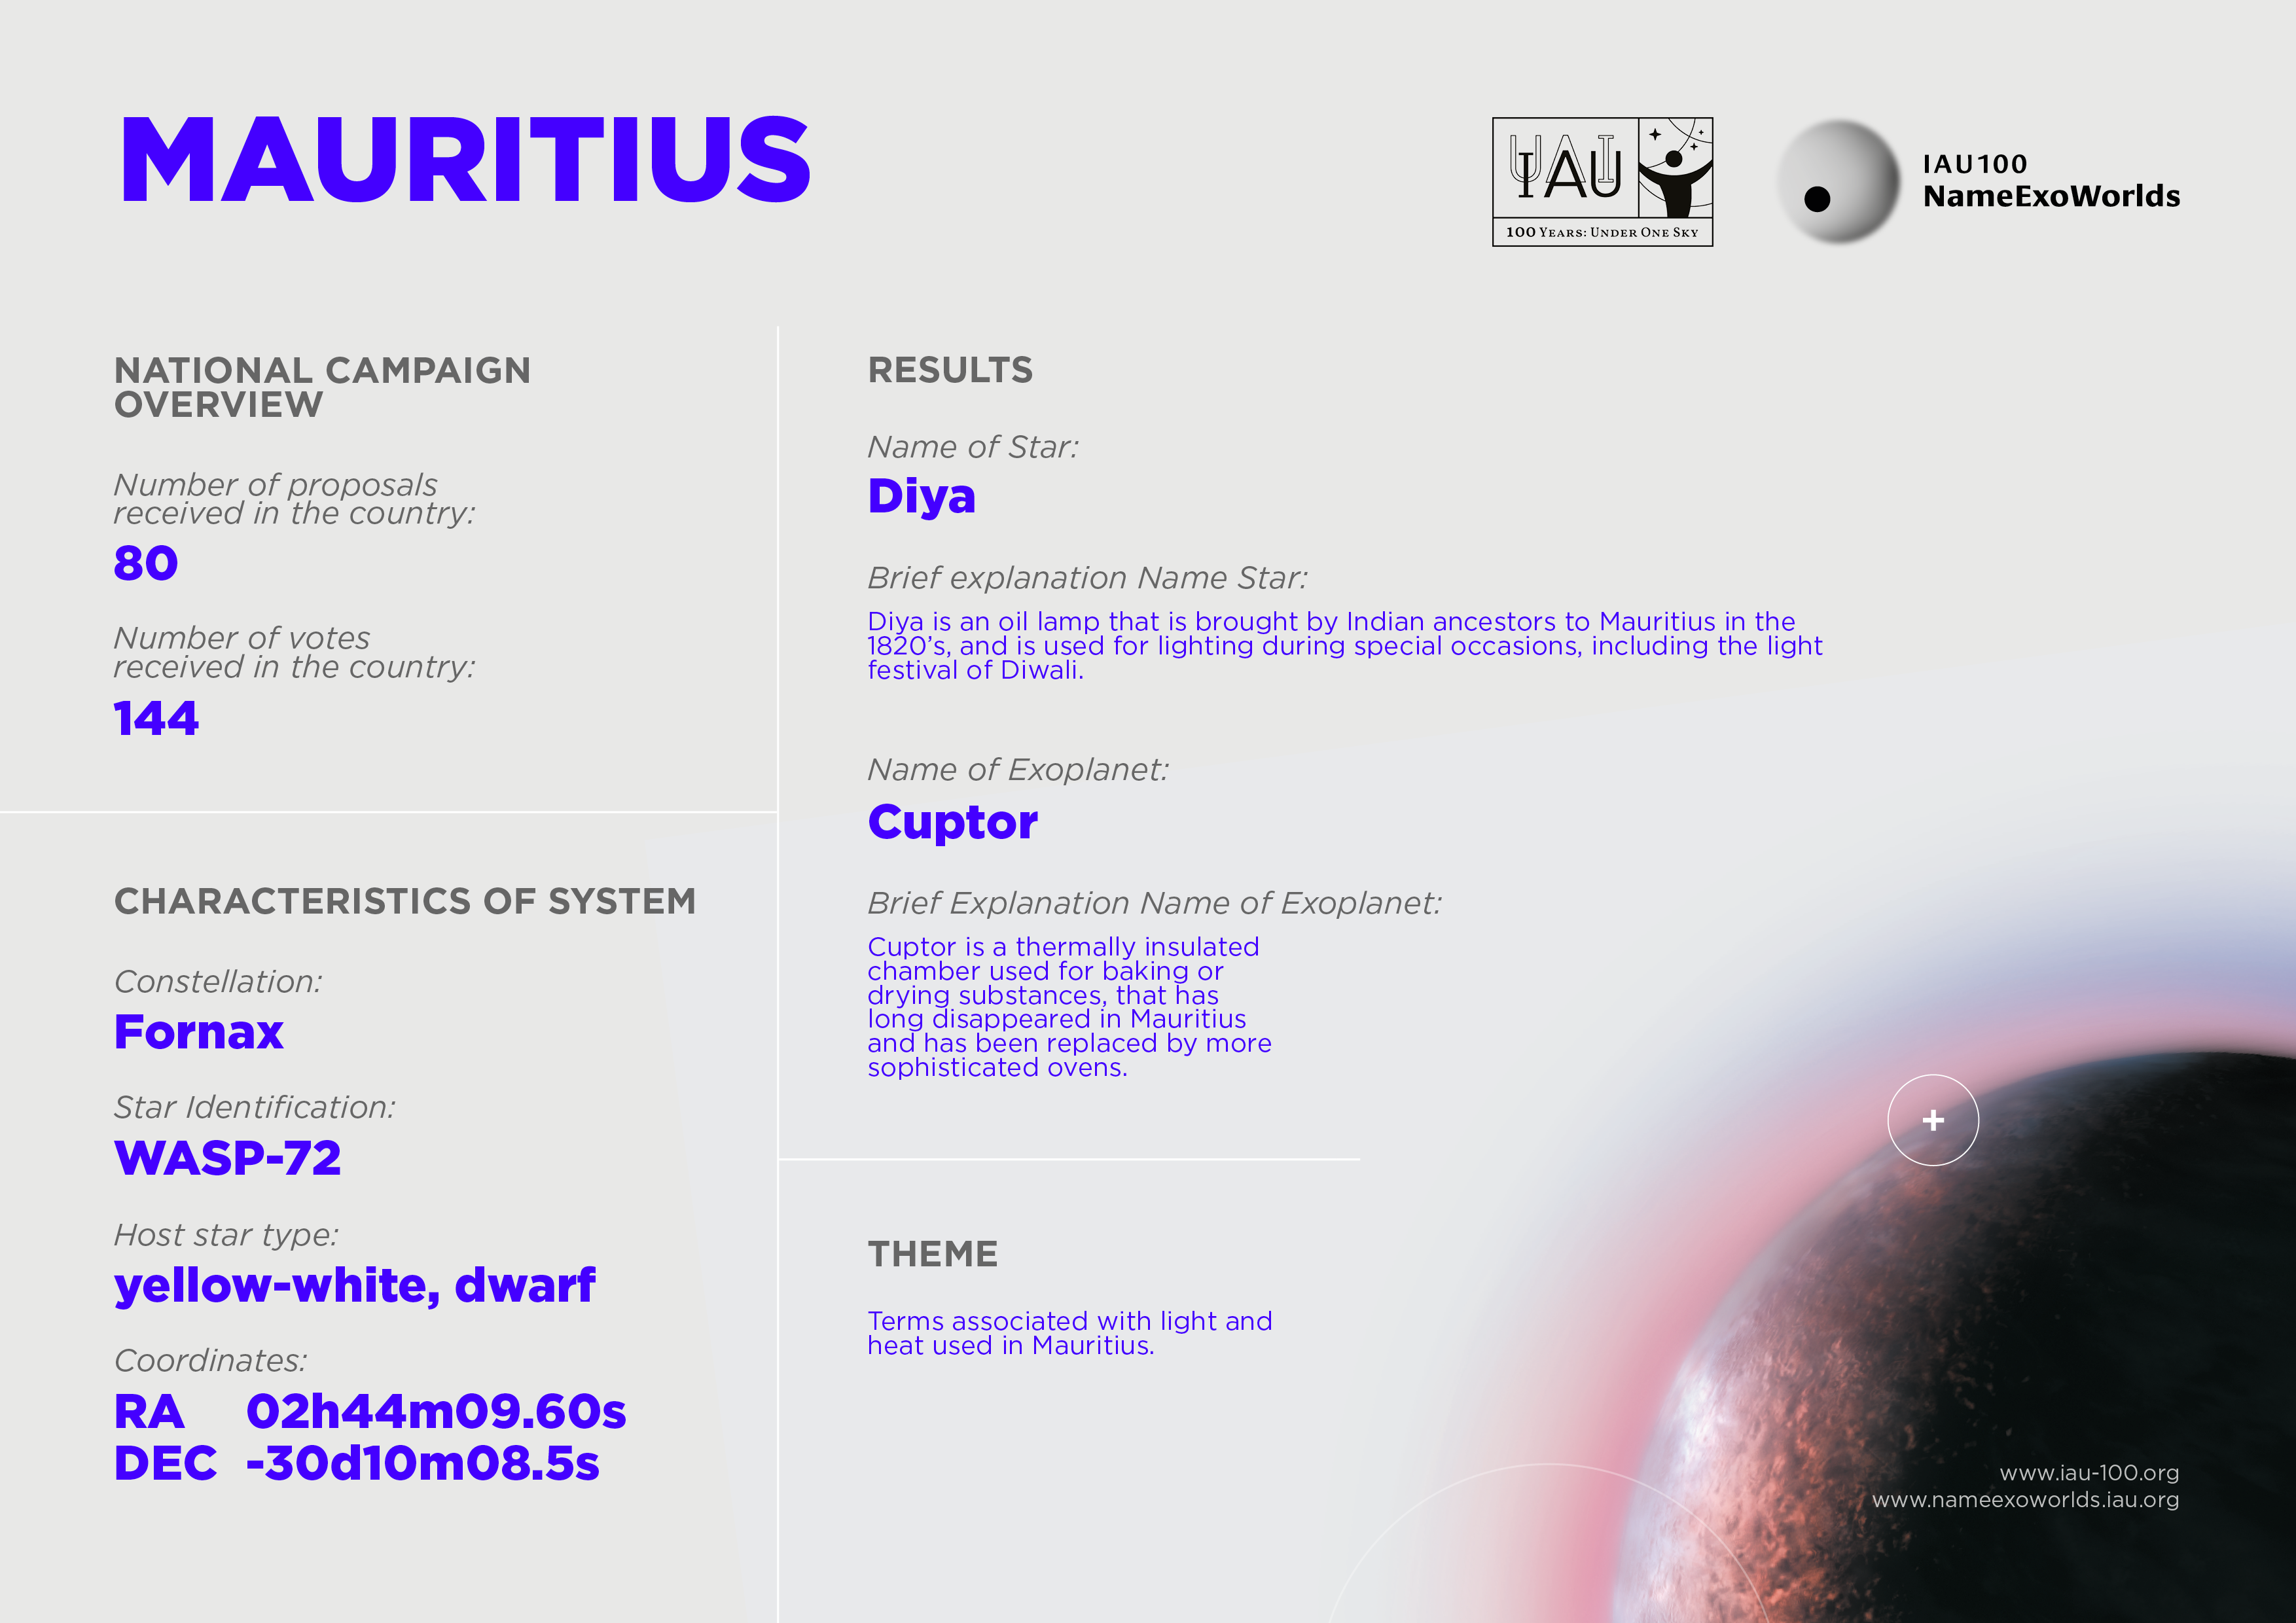 MAURITIUS
IAU
100 YEARS: UNDER ONE SKY
IAU100
NameExoWorlds
NATIONAL CAMPAIGN
OVERVIEW
Number of proposals
received in the country:
80
Number of votes
received in the country:
144
CHARACTERISTICS OF SYSTEM
Constellation:
Fornax
Star Identification:
WASP-72
Host star type:
yellow-white, dwarf
Coordinates:
RA 02h44m09.60s
DEC -30d10m08.5s
RESULTS
Name of Star:
Diya
Brief explanation Name Star:
Diya is an oil lamp that is brought by Indian ancestors to Mauritius in the
1820’s, and is used for lighting during special occasions, including the light
festival of Diwali.
Name of Exoplanet:
Cuptor
Brief Explanation Name of Exoplanet:
Cuptor is a thermally insulated
chamber used for baking or
drying substances, that has
long disappeared in Mauritius
and has been replaced by more
sophisticated ovens.
THEME
Terms associated with light and
heat used in Mauritius.
www.iau-100.org
www.nameexoworlds.iau.org